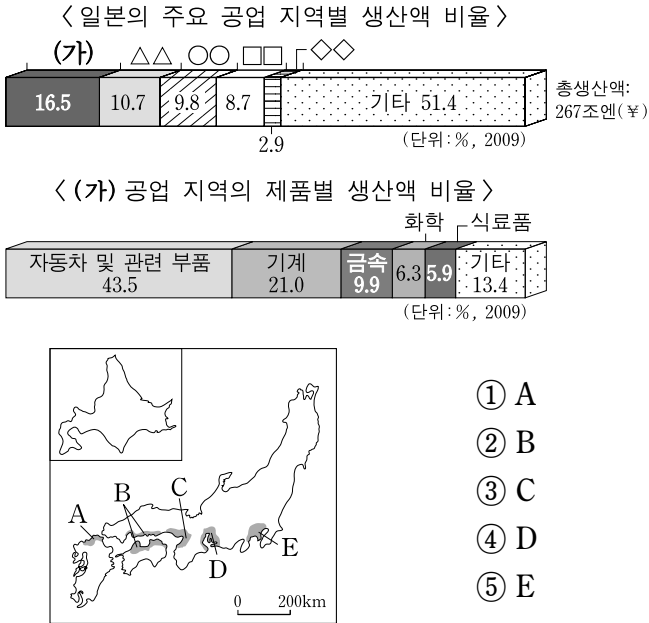 < 일본의 주요 공업 지역별 생산액 비율 >
(가) △△ ○○ □□ ◇◇
16.5 10.7 9.8 8.7 기타 51.4
2.9
총생산액:
267조엔(￥)
(단위:%, 2009)
< (가) 공업 지역의 제품별 생산액 비율 >
화학 식료품
자동차 및 관련 부품 43.5 기계 21.0 금속 9.9 6.3 5.9 기타 13.4
(단위:%, 2009)
A B C D E
0 200km
① A
② B
③ C
④ D
⑤ E